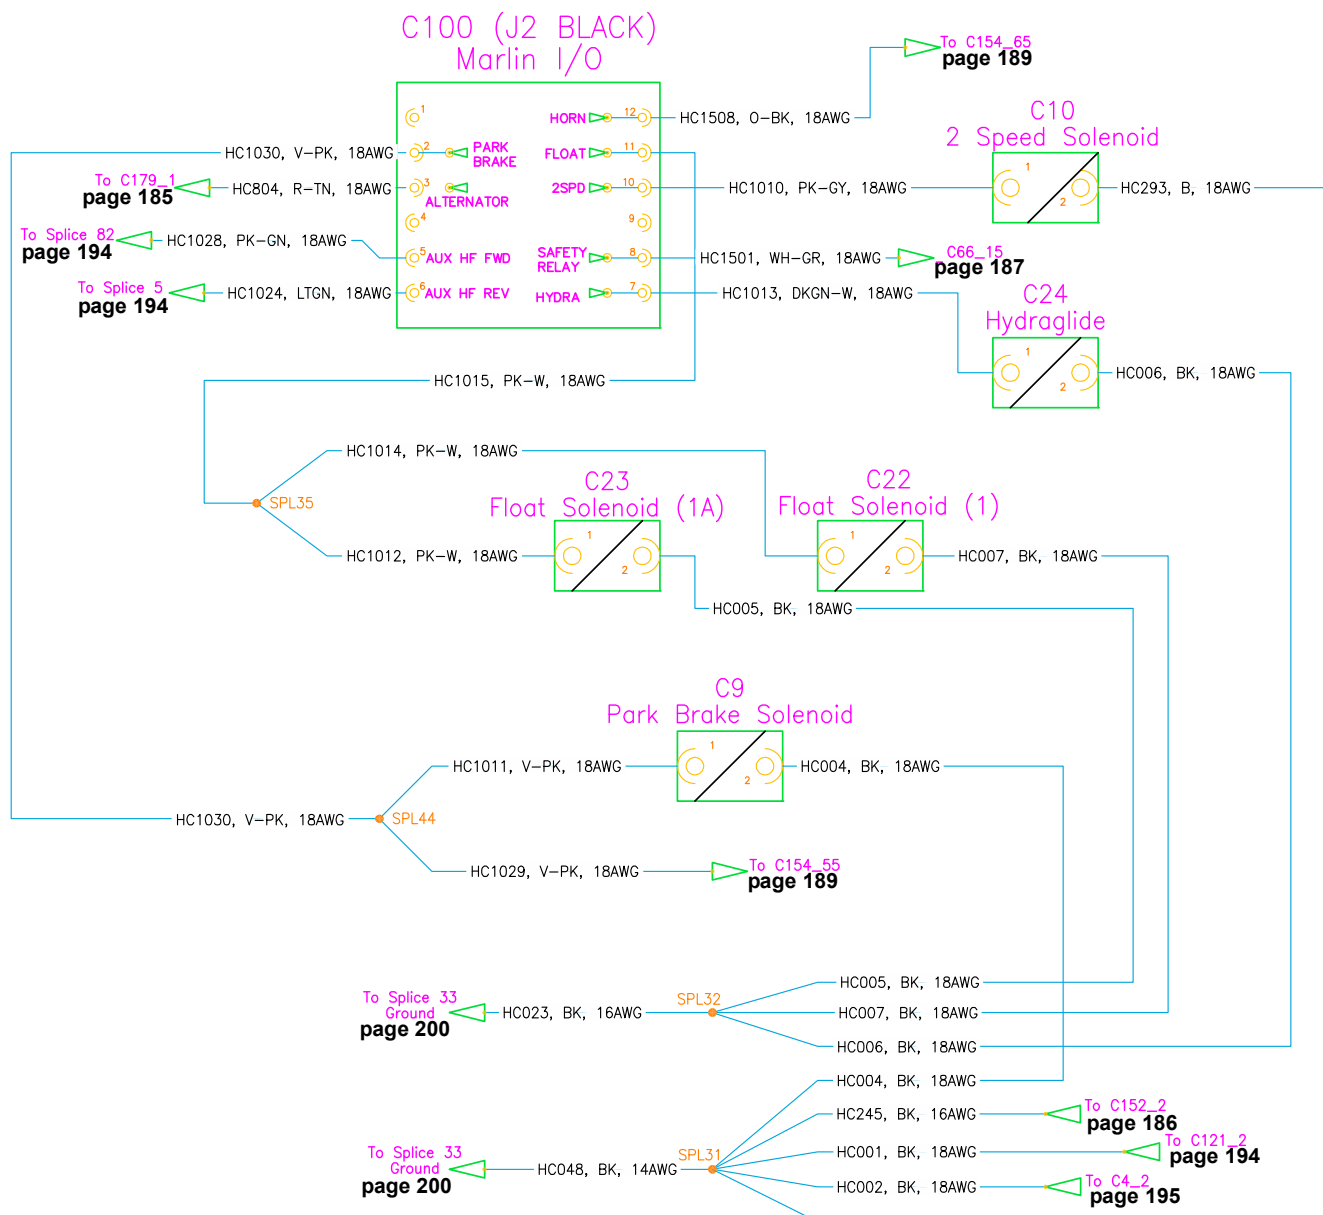 C100 (J2 BLACK)
Marlin I/O
To C154_65
page 189
1
HORN
12
HC1508, O-BK, 18AWG
C10
2 Speed Solenoid
HC1030, V-PK, 18AWG
2
PARK
BRAKE
FLOAT
11
To C179_1
page 185
HC804, R-TN, 18AWG
3
ALTERNATOR
2SPD
10
HC1010, PK-GY, 18AWG
1
2
HC293, B, 18AWG
4
9
To Splice 82
page 194
HC1028, PK-GN, 18AWG
5
AUX HF FWD
SAFETY
RELAY
8
HC1501, WH-GR, 18AWG
C66_15
page 187
To Splice 5
page 194
HC1024, LTGN, 18AWG
6
AUX HF REV
HYDRA
7
HC1013, DKGN-W, 18AWG
C24
Hydraglide
1
2
HC006, BK, 18AWG
HC1015, PK-W, 18AWG
HC1014, PK-W, 18AWG
SPL35
C23
Float Solenoid (1A)
C22
Float Solenoid (1)
HC1012, PK-W, 18AWG
1
2
1
2
HC007, BK, 18AWG
HC005, BK, 18AWG
C9
Park Brake Solenoid
HC1011, V-PK, 18AWG
1
2
HC004, BK, 18AWG
HC1030, V-PK, 18AWG
SPL44
HC1029, V-PK, 18AWG
To C154_55
page 189
To Splice 33
Ground
page 200
HC023, BK, 16AWG
SPL32
HC005, BK, 18AWG
HC007, BK, 18AWG
HC006, BK, 18AWG
HC004, BK, 18AWG
HC245, BK, 16AWG
To C152_2
page 186
To Splice 33
Ground
page 200
HC048, BK, 14AWG
SPL31
HC001, BK, 18AWG
To C121_2
page 194
HC002, BK, 18AWG
To C4_2
page 195